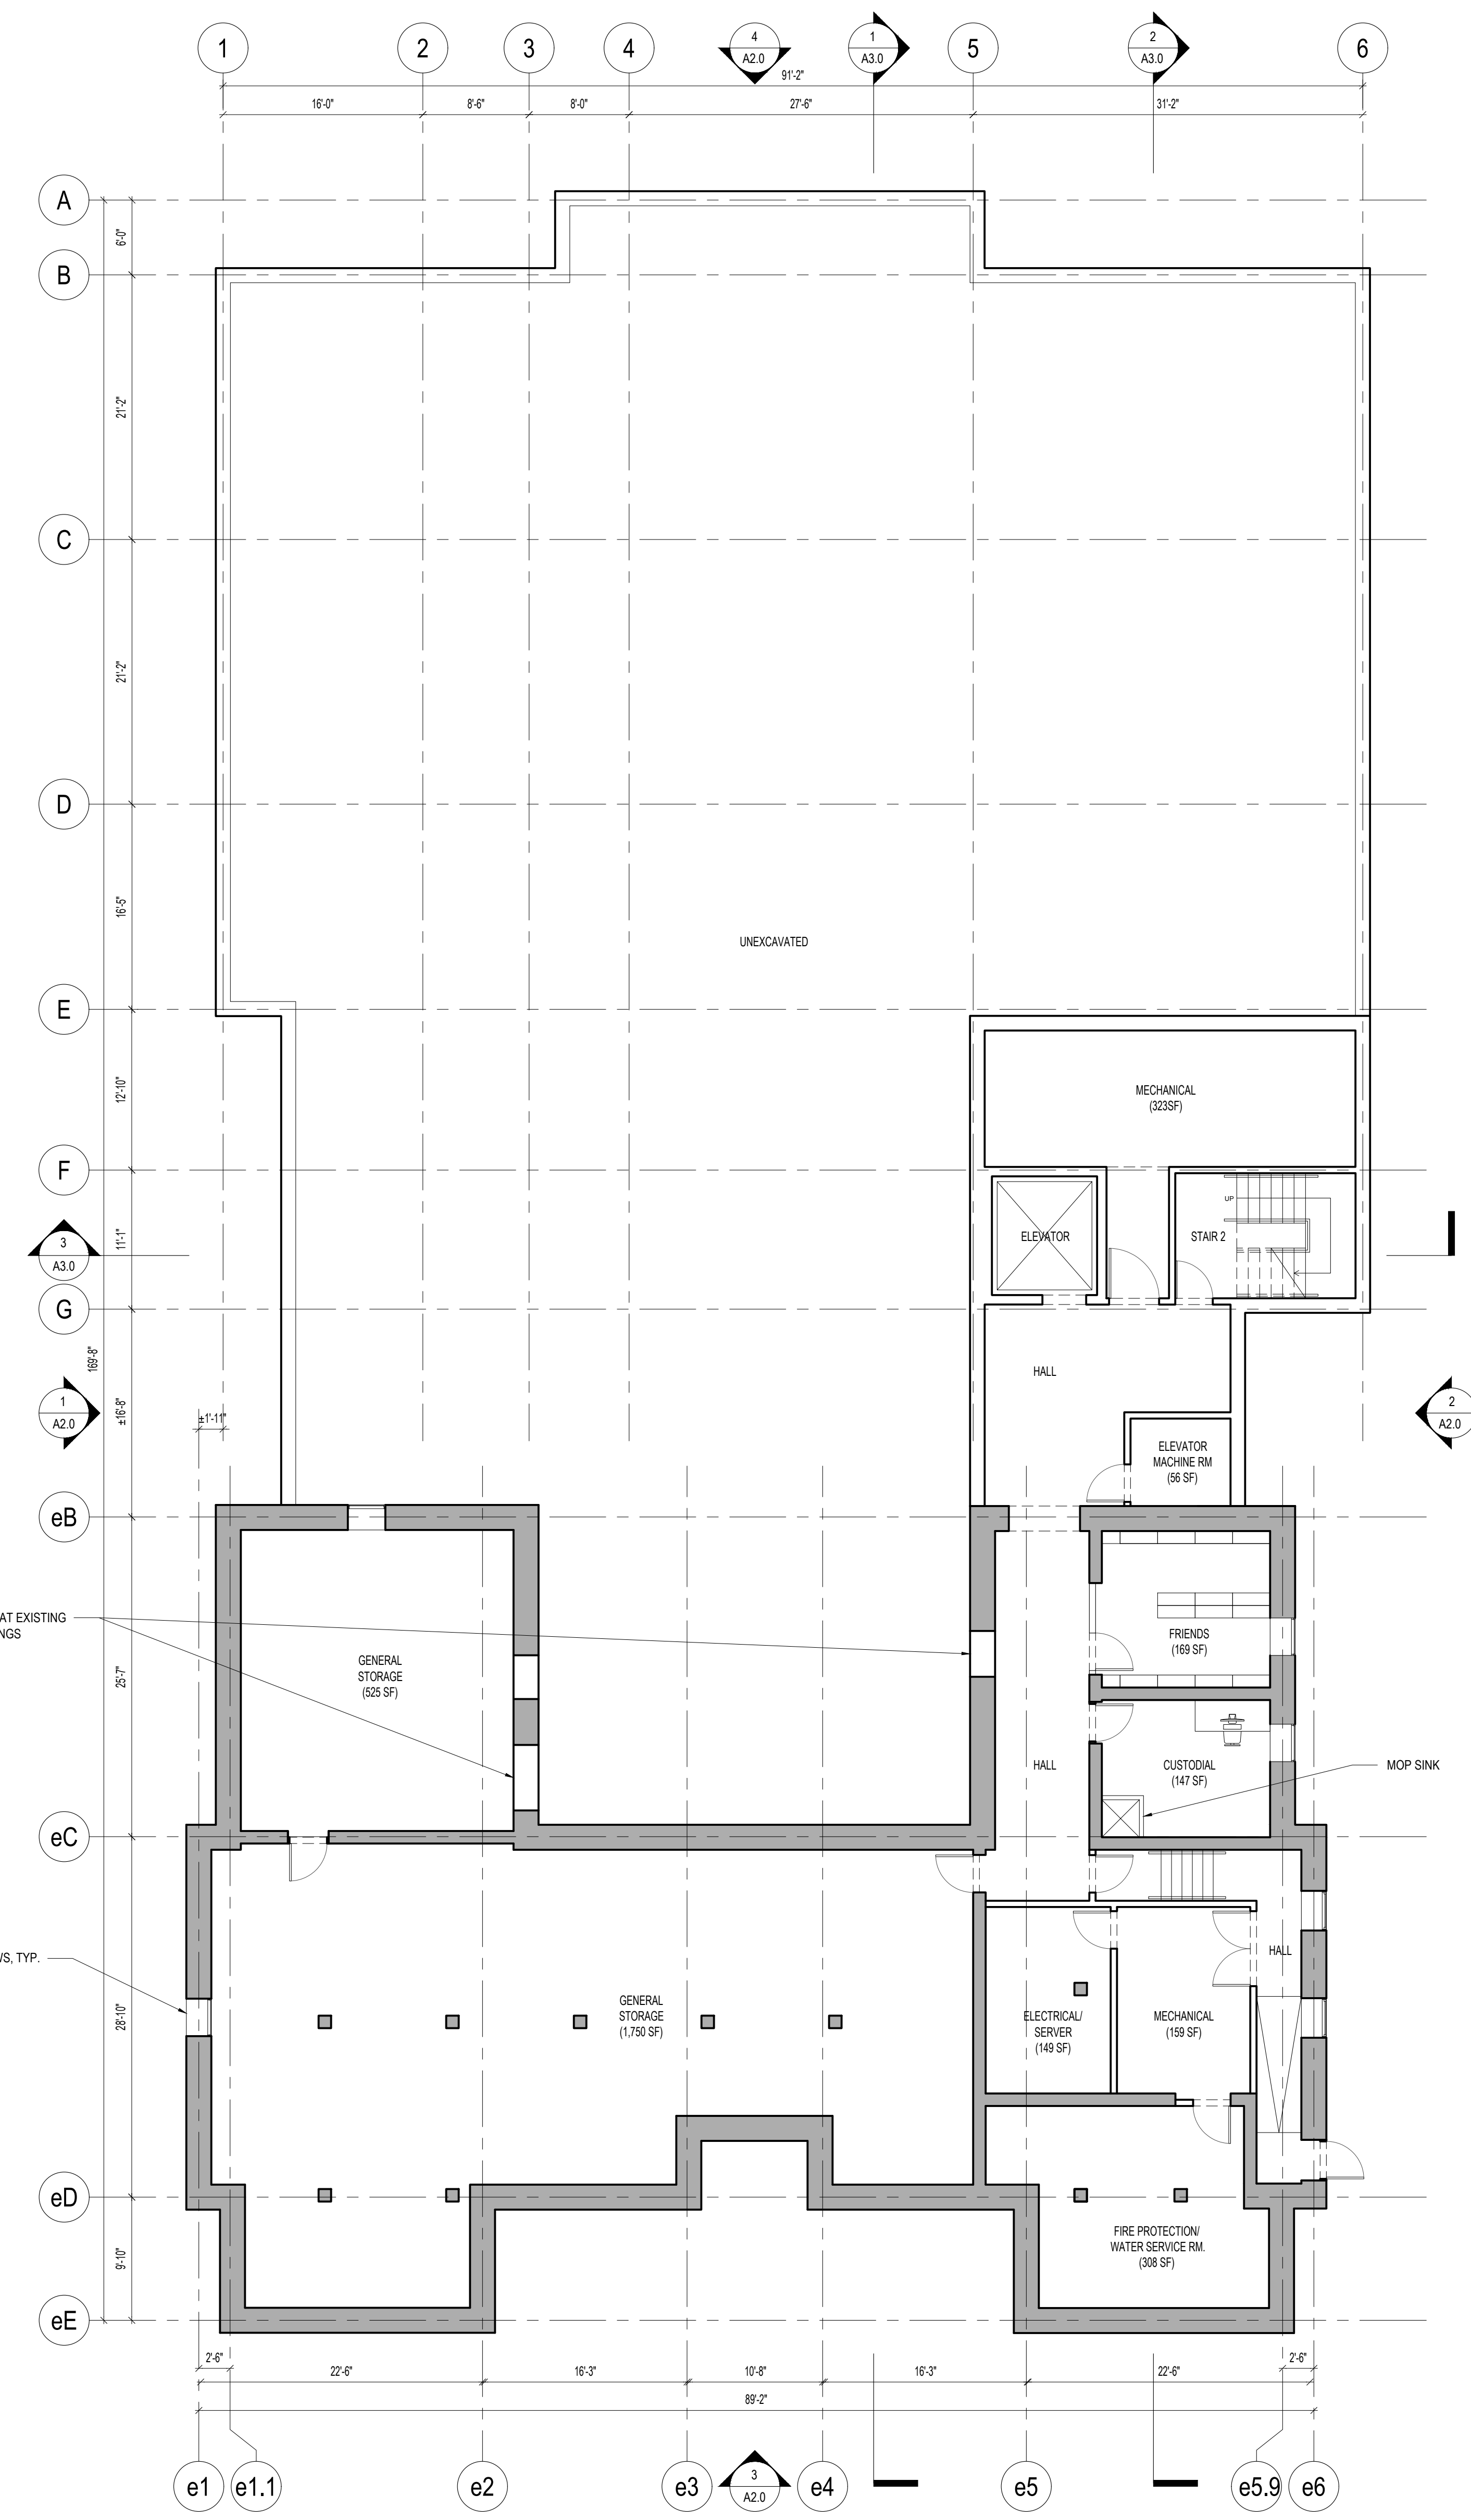 1
2
3
4
4
A2.0
1
A3.0
5
2
A3.0
6
91'-2"
16'-0"
8'-6"
8'-0"
27'-6"
31'-2"
A
6'-0"
B
21'-2"
C
21'-2"
D
16'-5"
UNEXCAVATED
E
12'-10"
MECHANICAL
(323SF)
F
11'-1"
UP
ELEVATOR
STAIR 2
3
A3.0
G
169'-8"
HALL
1
A2.0
±16'-8"
±1'-11"
2
A2.0
ELEVATOR
MACHINE RM
(56 SF)
eB
AT EXISTING
NGS
25'-7"
GENERAL
STORAGE
(525 SF)
FRIENDS
(169 SF)
HALL
CUSTODIAL
(147 SF)
MOP SINK
eC
WS, TYP.
HALL
28'-10"
GENERAL
STORAGE
(1,750 SF)
ELECTRICAL/
SERVER
(149 SF)
MECHANICAL
(159 SF)
eD
9'-10"
FIRE PROTECTION/
WATER SERVICE RM.
(308 SF)
eE
2'-6"
22'-6"
16'-3"
10'-8"
16'-3"
22'-6"
2'-6"
89'-2"
e1
e1.1
e2
e3
3
A2.0
e4
e5
e5.9
e6